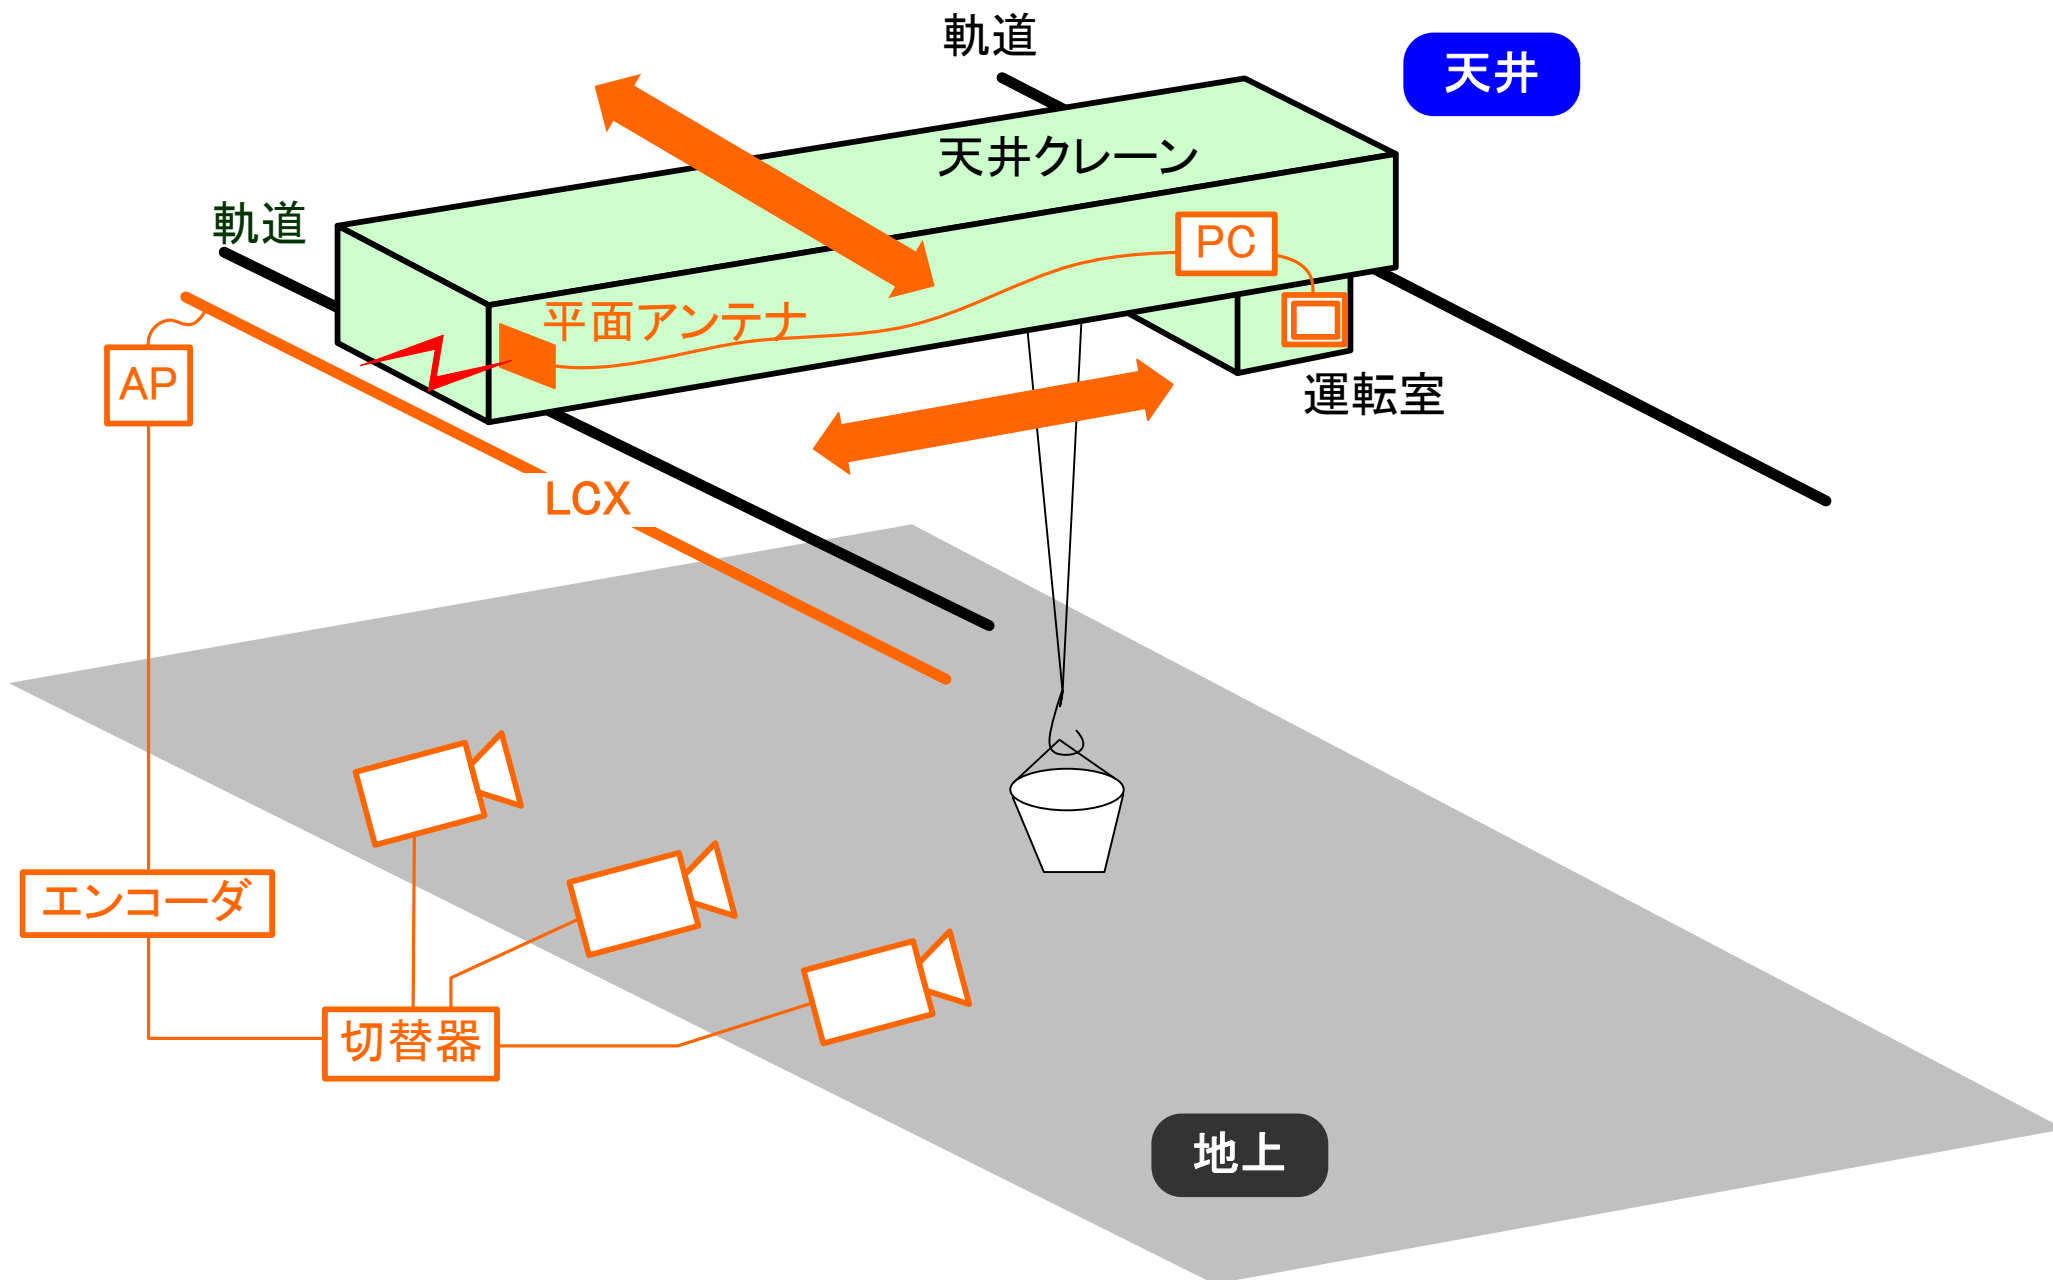 軌道
天井
天井クレーン
軌道
PC
平面アンテナ
AP
運転室
LCX
エンコーダ
切替器
地上